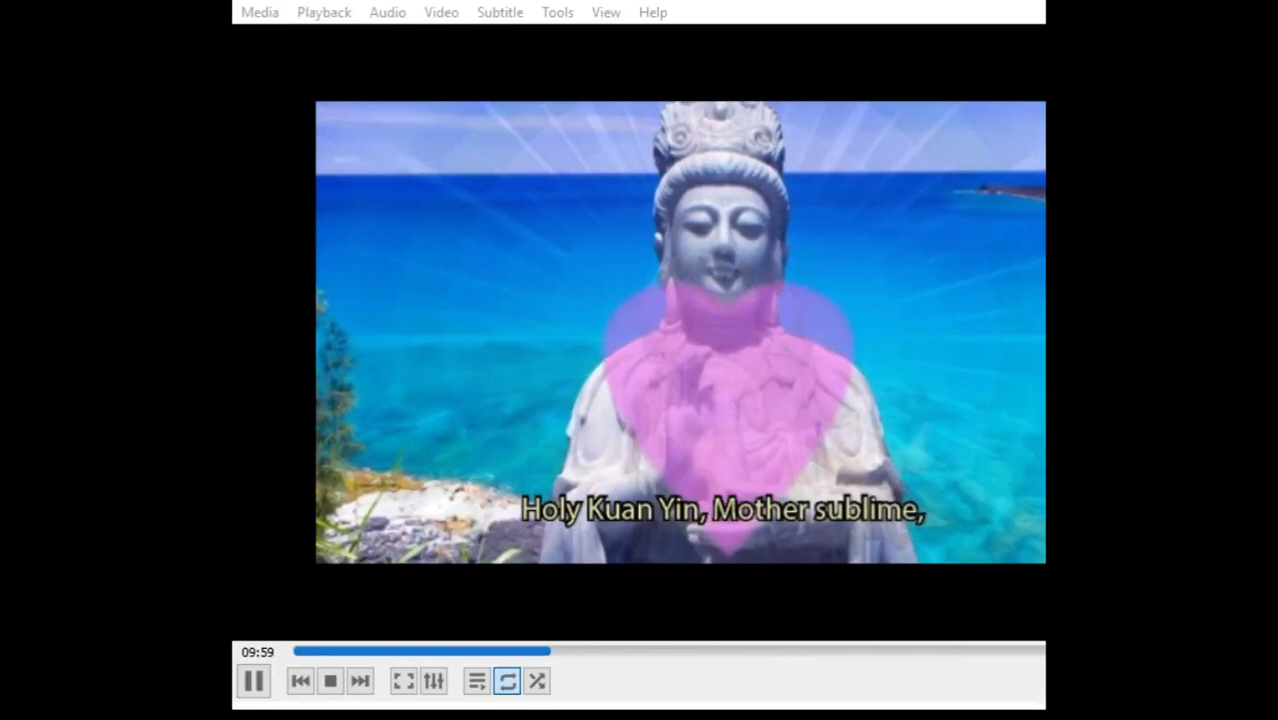 Media Playback Audio Video Subtitle Tools View Help
Holy Kuan Yin, Mother sublime,
09:59